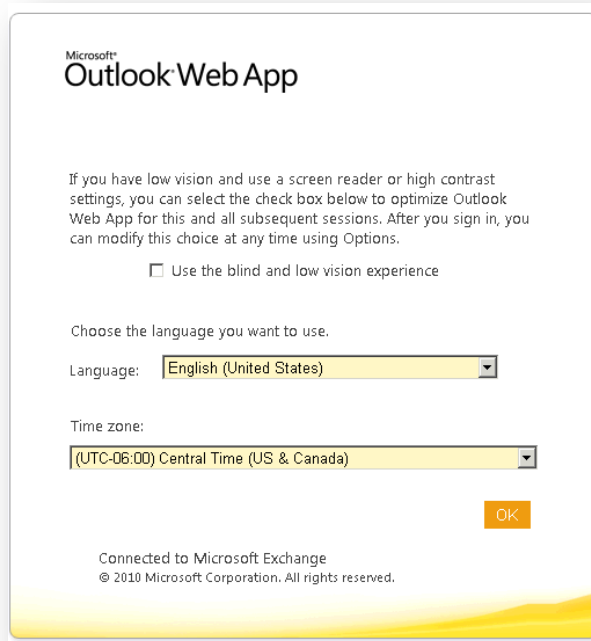 Microsoft®
Outlook Web App
If you have low vision and use a screen reader or high contrast
settings, you can select the check box below to optimize Outlook
Web App for this and all subsequent sessions. After you sign in, you
can modify this choice at any time using Options.
Use the blind and low vision experience
Choose the language you want to use.
Language: English (United States)
Time zone:
(UTC-06:00) Central Time (US & Canada)
OK
Connected to Microsoft Exchange
© 2010 Microsoft Corporation. All rights reserved.